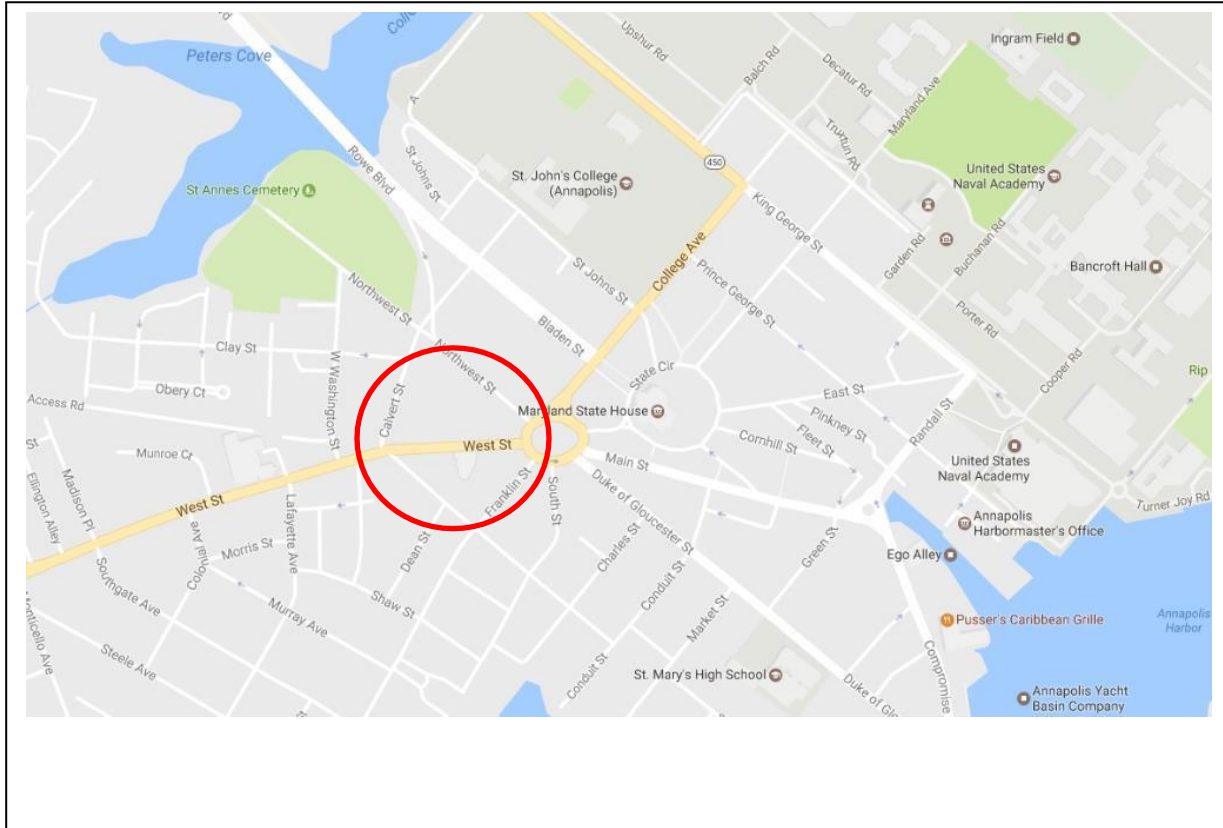 Peters Cove
Rowe Blvd
St Annes Cemetery
Northwest St
Clay St
Obery Ct
Access Rd
Munroe Ct
W Washington St
Calvert St
Northwest St
West St
West St
Madison Pl
Ellington Alley
Southgate Ave
Monticello Ave
Steele Ave
Colonial Ave
Morris St
Lafayette Ave
Murray Ave
Shaw St
Dean St
Franklin St
South St
St Johns St
St. John's College
(Annapolis)
St Johns St
Bladen St
College Ave
450
State Cir
Maryland State House
Main St
Duke of Gloucester St
Charles St
Conduit St
Conduit St
Market St
St. Mary's High School
Duke of Glo
Green St
Cornhill St
Fleet St
Pinkney St
East St
Prince George St
King George St
Randall St
Upshur Rd
Balch Rd
Decatur Rd
Truxtun Rd
Maryland Ave
Ingram Field
United States
Naval Academy
Garden Rd
Buchanan Rd
Bancroft Hall
Porter Rd
Cooper Rd
Rip
United States
Naval Academy
Turner Joy Rd
Annapolis
Harbormaster's Office
Ego Alley
Pusser's Caribbean Grille
Annapolis
Harbor
Compromise
Annapolis Yacht
Basin Company